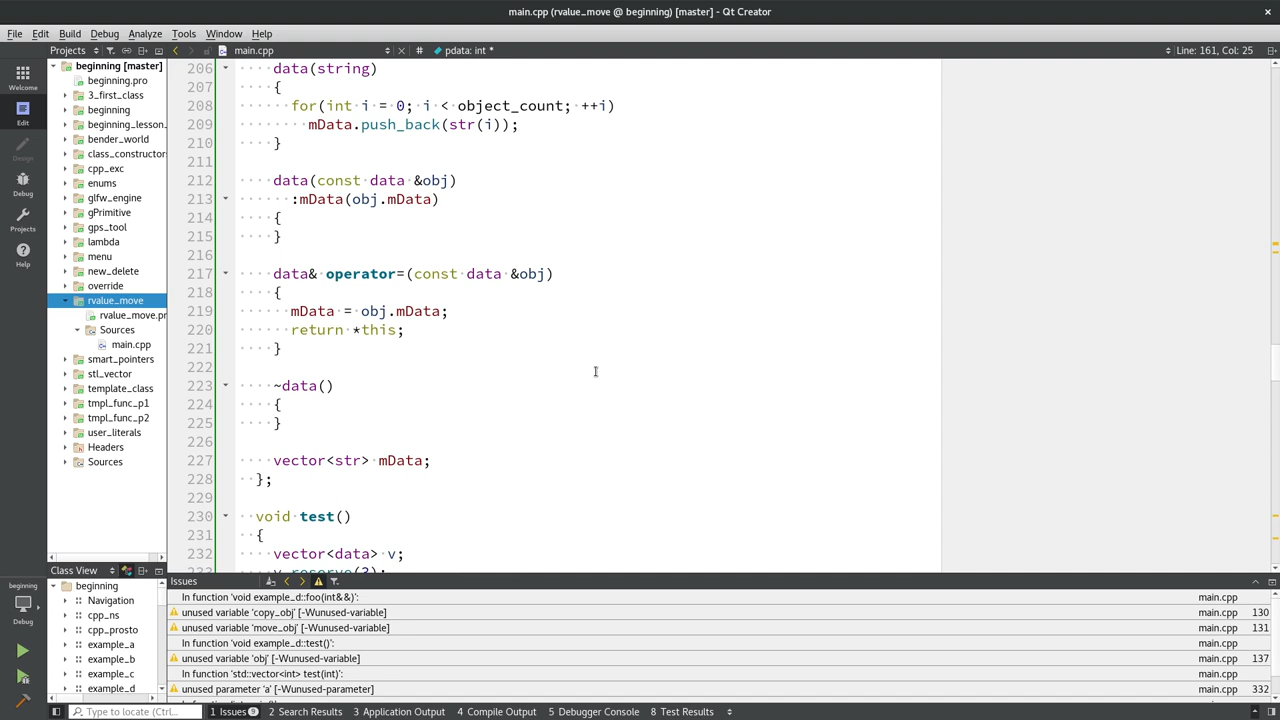 main.cpp (rvalue_move @ beginning) [master] - Qt Creator
File Edit Build Debug Analyze Tools Window Help
Projects main.cpp # pdata: int * Line: 161, Col: 25
Welcome
Edit
Design
Debug
Projects
Help
beginning
Debug
beginning [master]
beginning.pro
3_first_class
beginning
beginning_lesson_
bender_world
class_constructor
cpp_exc
enums
glfw_engine
gPrimitive
gps_tool
lambda
menu
new_delete
override
rvalue_move
rvalue_move.pr
Sources
main.cpp
smart_pointers
stl_vector
template_class
tmpl_func_p1
tmpl_func_p2
user_literals
Headers
Sources
Class View
beginning
Navigation
cpp_ns
cpp_prosto
example_a
example_b
example_c
example_d
206 data(string)
207 {
208 for(int i = 0; i < object_count; ++i)
209 mData.push_back(str(i));
210 }
211
212 data(const data &obj)
213 :mData(obj.mData)
214 {
215 }
216
217 data& operator=(const data &obj)
218 {
219 mData = obj.mData;
220 return *this;
221 }
222
223 ~data()
224 {
225 }
226
227 vector<str> mData;
228 };
229
230 void test()
231 {
232 vector<data> v;
233 v.reserve(3);
Issues
In function 'void example_d::foo(int&&)': main.cpp
unused variable 'copy_obj' [-Wunused-variable] main.cpp 130
unused variable 'move_obj' [-Wunused-variable] main.cpp 131
In function 'void example_d::test()': main.cpp
unused variable 'obj' [-Wunused-variable] main.cpp 137
In function 'std::vector<int> test(int)': main.cpp
unused parameter 'a' [-Wunused-parameter] main.cpp 332
Type to locate (Ctrl... 1 Issues 9 2 Search Results 3 Application Output 4 Compile Output 5 Debugger Console 8 Test Results